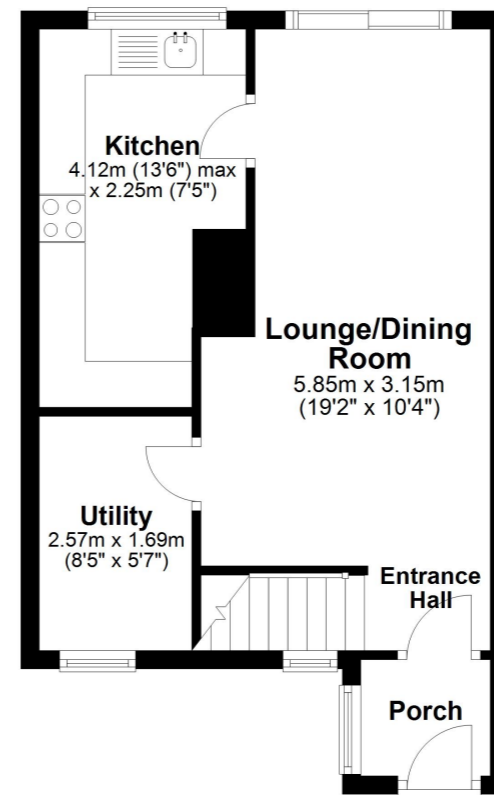 Kitchen
4.12m (13'6") max
x 2.25m (7'5")
Lounge/Dining
Room
5.85m x 3.15m
(19'2" x 10'4")
Utility
2.57m x 1.69m
(8'5" x 5'7")
Entrance
Hall
Porch